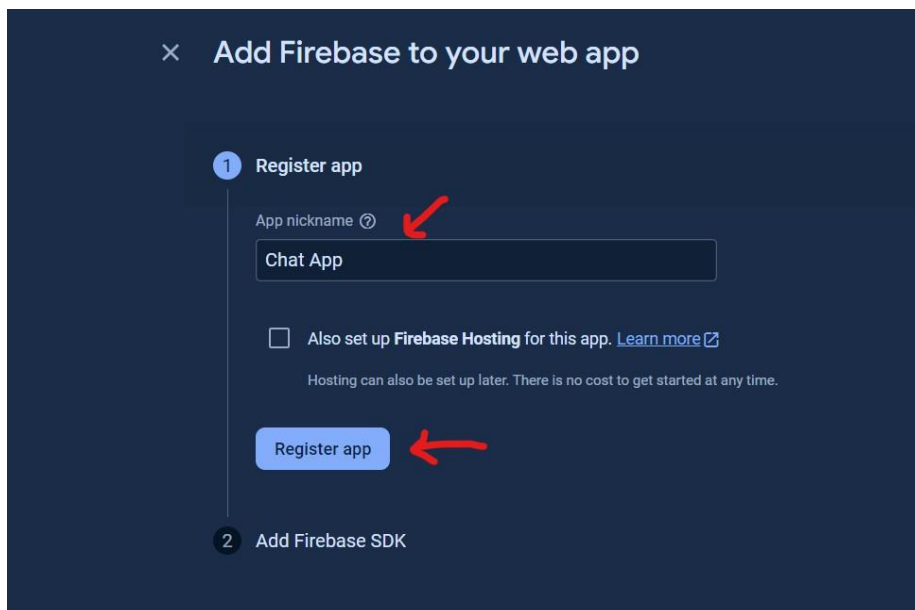 Add Firebase to your web app
1 Register app
App nickname
Chat App
Also set up Firebase Hosting for this app. Learn more
Hosting can also be set up later. There is no cost to get started at any time.
Register app
2 Add Firebase SDK